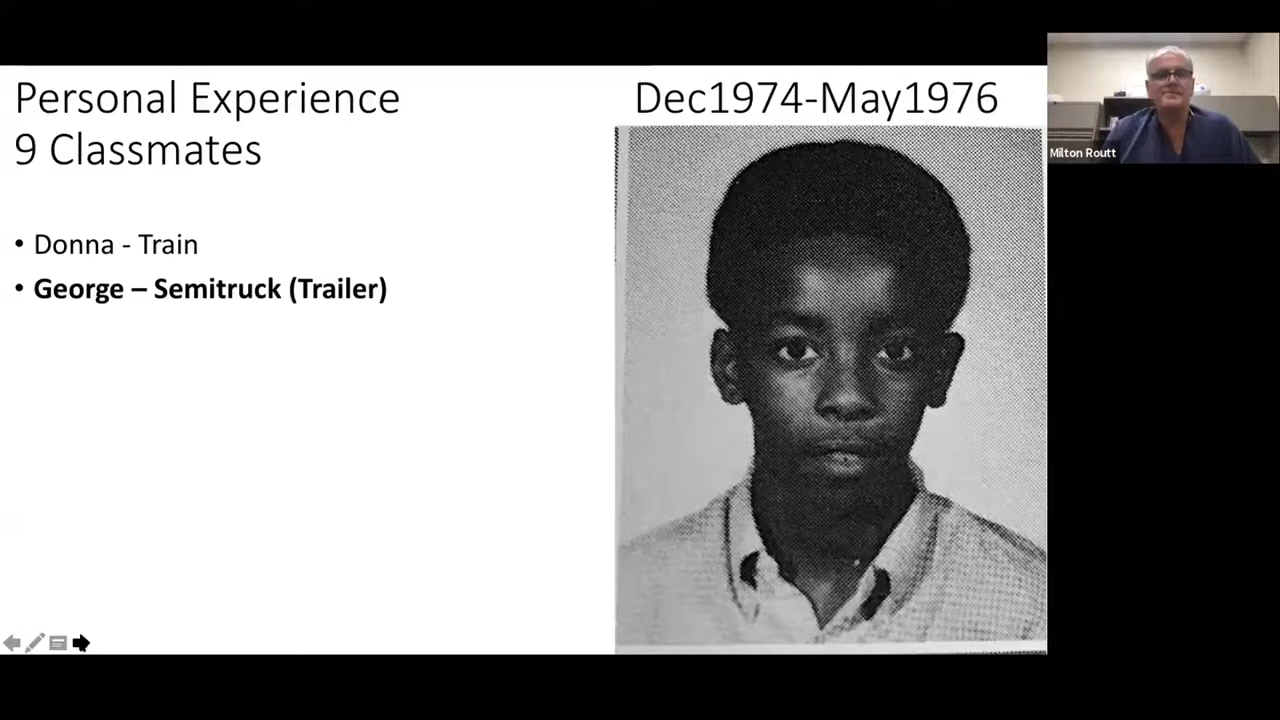 Personal Experience
9 Classmates
Dec1974-May1976
• Donna - Train
• George – Semitruck (Trailer)
Milton Routt